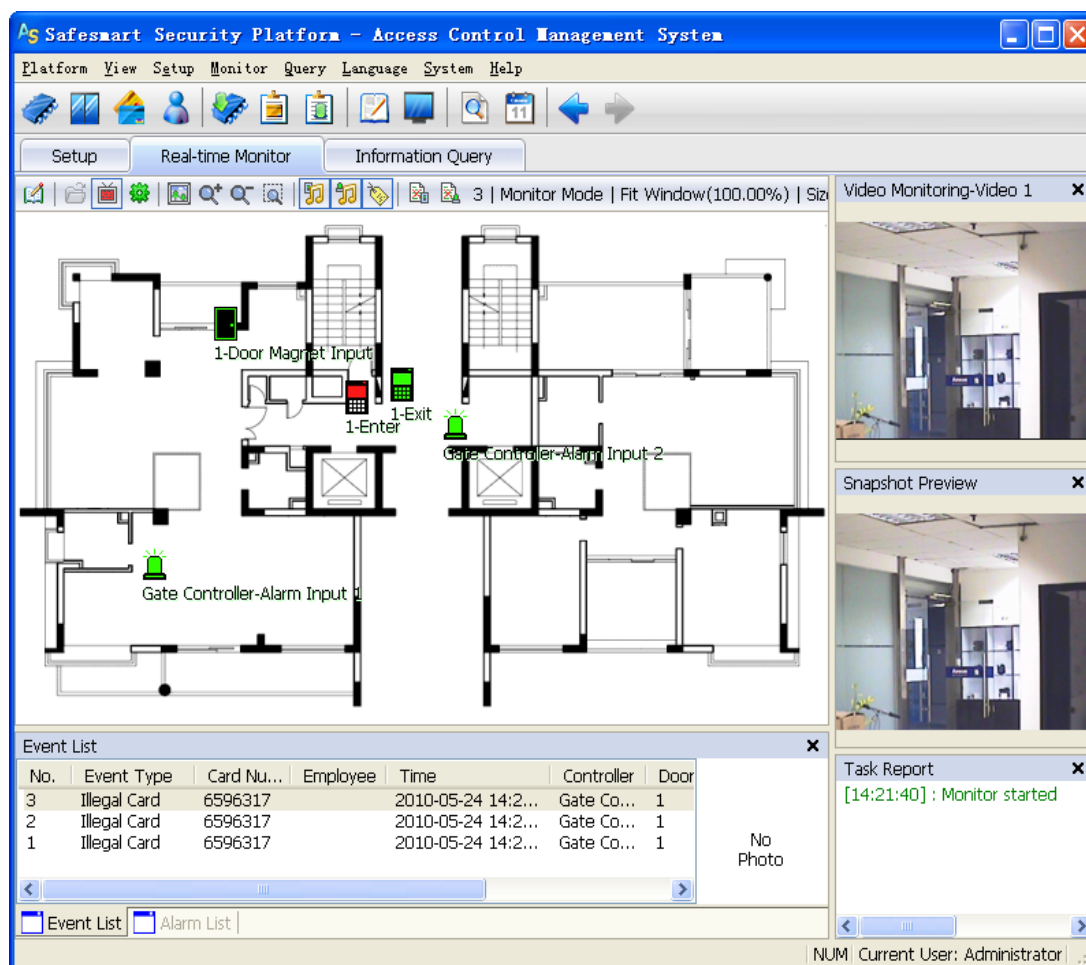 AS Safesmart Security Platform - Access Control Management System
Platform View Setup Monitor Query Language System Help
11
Setup Real-time Monitor Information Query
3 | Monitor Mode | Fit Window(100.00%) |
Video Monitoring-Video 1
1-Door Magnet Input
1-Exit
1-Enter
Gate Controller-Alarm Input 2
Snapshot Preview
Gate Controller-Alarm Input 1
Event List
No. Event Type Card Nu... Employee Time Controller Door
3 Illegal Card 6596317 2010-05-24 14:2... Gate Co... 1
2 Illegal Card 6596317 2010-05-24 14:2... Gate Co... 1
1 Illegal Card 6596317 2010-05-24 14:2... Gate Co... 1
No
Photo
Task Report
[14:21:40] : Monitor started
Event List Alarm List
NUM Current User: Administrator